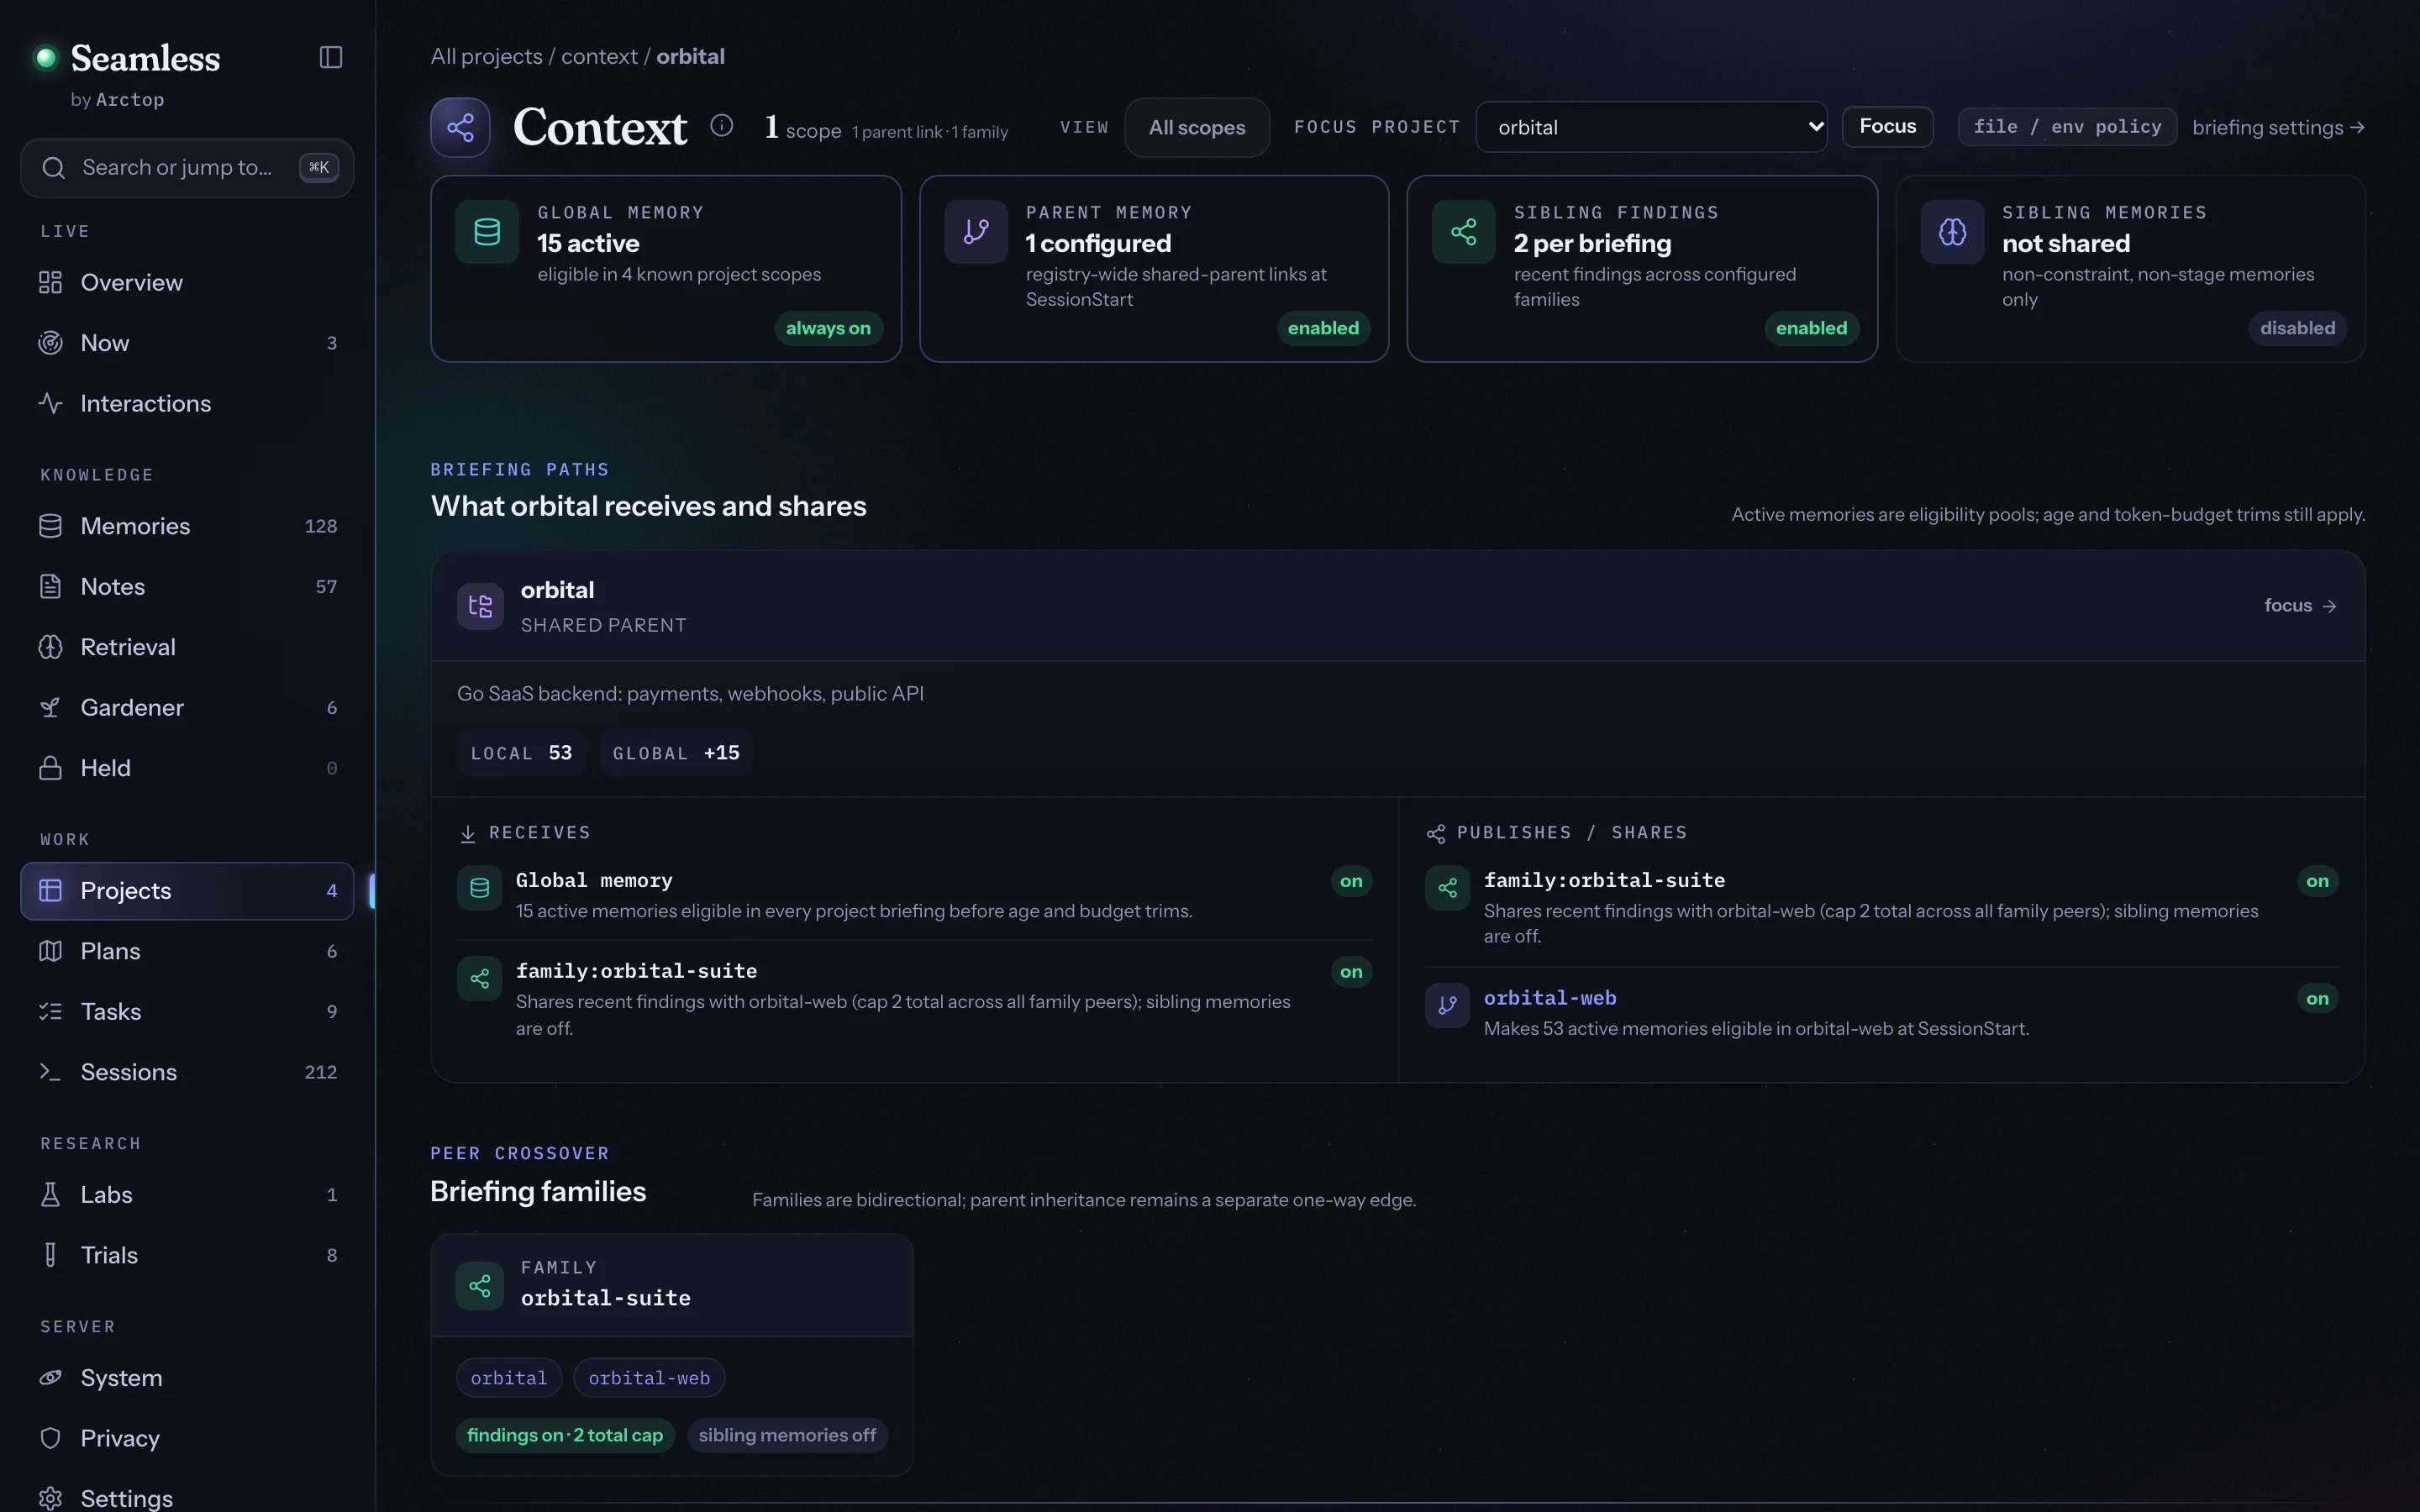 Seamless
by Arctop
Search or jump to... ⌘K
LIVE
Overview
Now 3
Interactions
KNOWLEDGE
Memories 128
Notes 57
Retrieval
Gardener 6
Held 0
WORK
Projects 4
Plans 6
Tasks 9
Sessions 212
RESEARCH
Labs 1
Trials 8
SERVER
System
Privacy
Settings
All projects / context / orbital
Context 1 scope 1 parent link · 1 family VIEW All scopes FOCUS PROJECT orbital Focus file / env policy briefing settings →
GLOBAL MEMORY
15 active
eligible in 4 known project scopes
always on
PARENT MEMORY
1 configured
registry-wide shared-parent links at
SessionStart
enabled
SIBLING FINDINGS
2 per briefing
recent findings across configured
families
enabled
SIBLING MEMORIES
not shared
non-constraint, non-stage memories
only
disabled
BRIEFING PATHS
What orbital receives and shares
Active memories are eligibility pools; age and token-budget trims still apply.
orbital
SHARED PARENT
focus →
Go SaaS backend: payments, webhooks, public API
LOCAL 53 GLOBAL +15
RECEIVES
Global memory on
15 active memories eligible in every project briefing before age and budget trims.
family:orbital-suite on
Shares recent findings with orbital-web (cap 2 total across all family peers); sibling memories
are off.
PUBLISHES / SHARES
family:orbital-suite on
Shares recent findings with orbital-web (cap 2 total across all family peers); sibling memories
are off.
orbital-web on
Makes 53 active memories eligible in orbital-web at SessionStart.
PEER CROSSOVER
Briefing families
Families are bidirectional; parent inheritance remains a separate one-way edge.
FAMILY
orbital-suite
orbital orbital-web
findings on · 2 total cap sibling memories off